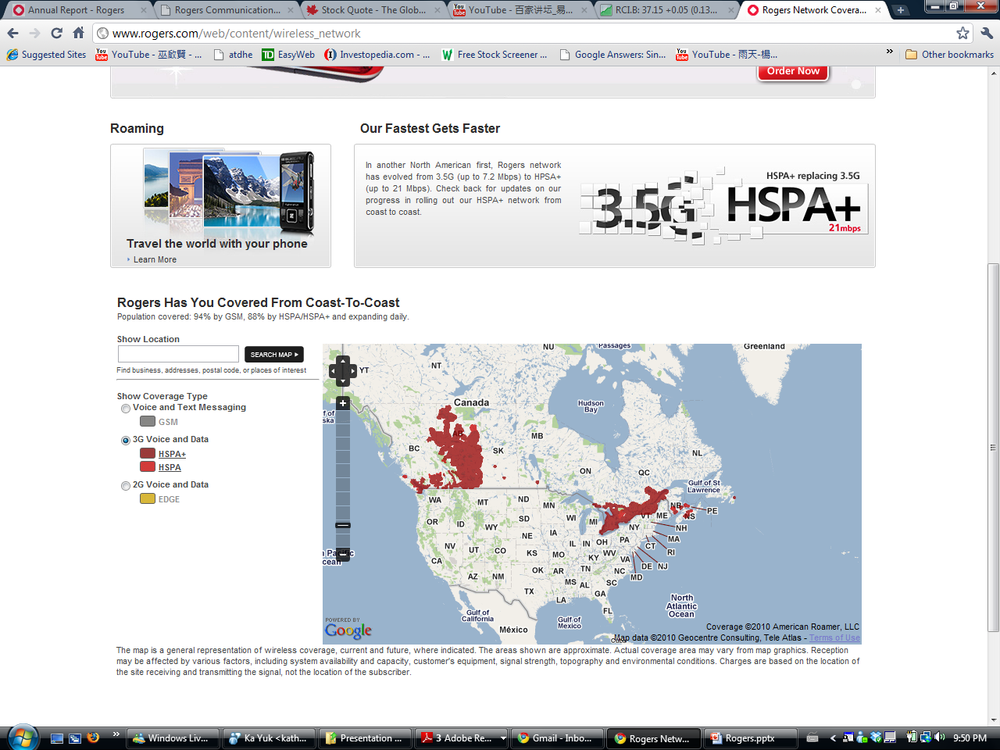 Annual Report - Rogers
Rogers Communication...
Stock Quote - The Glob...
YouTube - 百家讲坛_易...
RCI.B: 37.15 +0.05 (0.13...
Rogers Network Covera...
www.rogers.com/web/content/wireless_network
Suggested Sites
YouTube - 巫啟賢 - ...
atdhe
EasyWeb
Investopedia.com - ...
Free Stock Screener ...
Google Answers: Sin...
YouTube - 雨天-楊...
Other bookmarks
Order Now
Roaming
Our Fastest Gets Faster
In another North American first, Rogers network
has evolved from 3.5G (up to 7.2 Mbps) to HPSA+
(up to 21 Mbps). Check back for updates on our
progress in rolling out our HSPA+ network from
coast to coast.
HSPA+ replacing 3.5G
3.5G
HSPA+
21mbps
Travel the world with your phone
Learn More
Rogers Has You Covered From Coast-To-Coast
Population covered: 94% by GSM, 88% by HSPA/HSPA+ and expanding daily.
Show Location
SEARCH MAP
Find business, addresses, postal code, or places of interest
Show Coverage Type
Voice and Text Messaging
GSM
3G Voice and Data
HSPA+
HSPA
2G Voice and Data
EDGE
NU
Passages
Greenland
YT
NT
Canada
Hudson
Bay
BC
AB
SK
MB
ON
QC
NL
Gulf of St
Lawrence
NB
PE
NS
WA
MT
ND
MN
OR
ID
WY
SD
WI
MI
VT
ME
NH
NY
MA
CT
RI
NE
IA
IL
IN
OH
PA
NJ
DE
MD
NV
UT
CO
KS
MO
KY
WV
VA
CA
AZ
NM
OK
AR
TN
NC
TX
MS
AL
SC
GA
LA
FL
North
Atlantic
Ocean
Gulf of
California
México
Gulf of
Mexico
Cuba
POWERED BY
Google
Coverage ©2010 American Roamer, LLC
Map data ©2010 Geocentre Consulting, Tele Atlas - Terms of Use
The map is a general representation of wireless coverage, current and future, where indicated. The areas shown are approximate. Actual coverage area may vary from map graphics. Reception
may be affected by various factors, including system availability and capacity, customer's equipment, signal strength, topography and environmental conditions. Charges are based on the location of
the site receiving and transmitting the signal, not the location of the subscriber.
Windows Liv...
Ka Yuk <kath...
Presentation ...
3 Adobe Re...
Gmail - Inbo...
Rogers Netw...
Rogers.pptx
9:50 PM